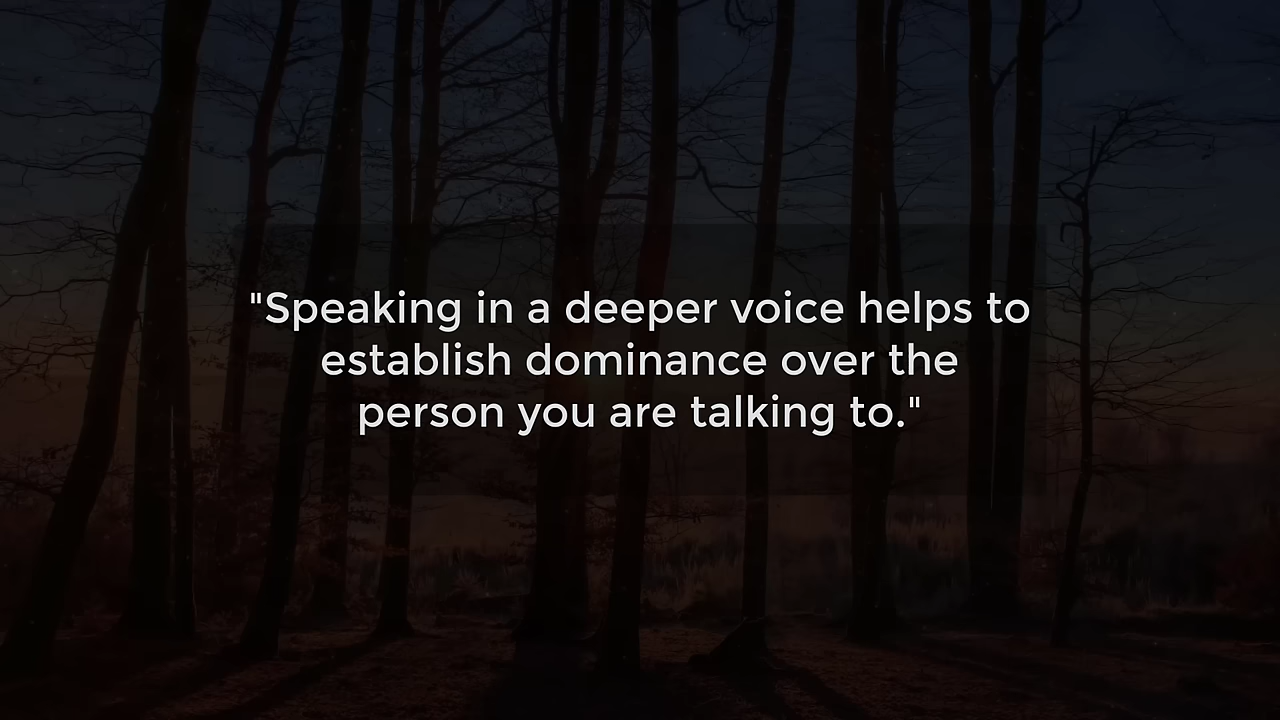 "Speaking in a deeper voice helps to
establish dominance over the
person you are talking to."